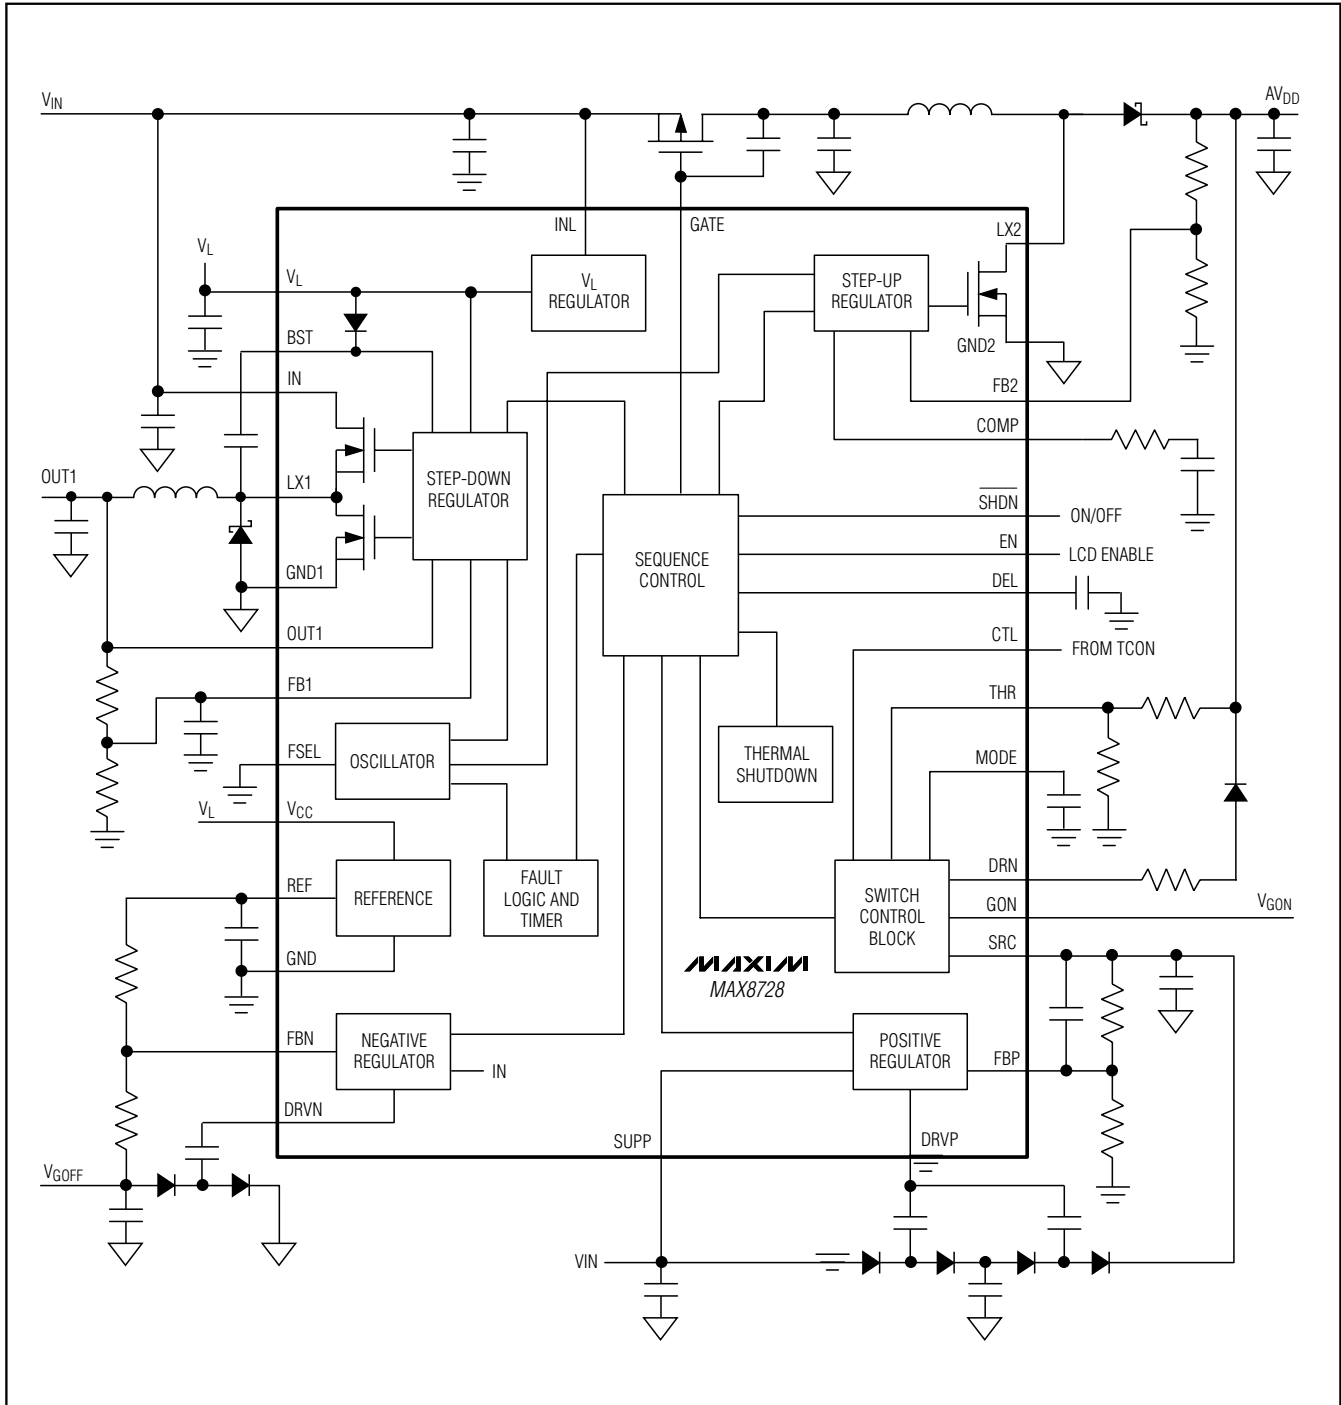 VIN
AVDD
INL
GATE
LX2
VL
VL
VL
REGULATOR
STEP-UP
REGULATOR
BST
GND2
IN
FB2
COMP
OUT1
LX1
STEP-DOWN
REGULATOR
SHDN
ON/OFF
EN
LCD ENABLE
SEQUENCE
CONTROL
GND1
DEL
OUT1
CTL
FROM TCON
FB1
THR
FSEL
OSCILLATOR
THERMAL
SHUTDOWN
MODE
VL
VCC
REF
REFERENCE
FAULT
LOGIC AND
TIMER
SWITCH
CONTROL
BLOCK
DRN
GON
VGON
SRC
GND
MAXIM
MAX8728
FBN
NEGATIVE
REGULATOR
IN
POSITIVE
REGULATOR
FBP
DRVN
SUPP
DRVP
VGOFF
VIN